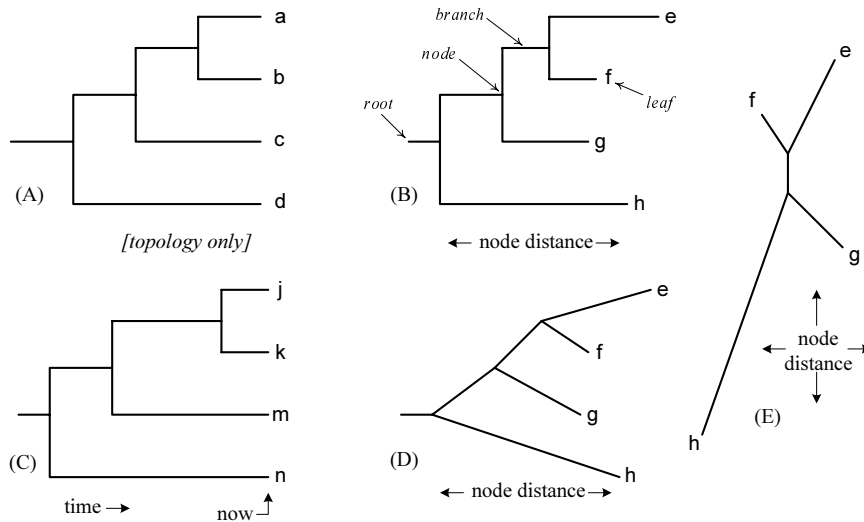 a
b
c
d
(A)
[topology only]
branch
node
root
leaf
e
f
g
h
(B)
node distance
j
k
m
n
(C)
time
now
e
f
g
h
(D)
node distance
e
f
g
h
node
distance
(E)